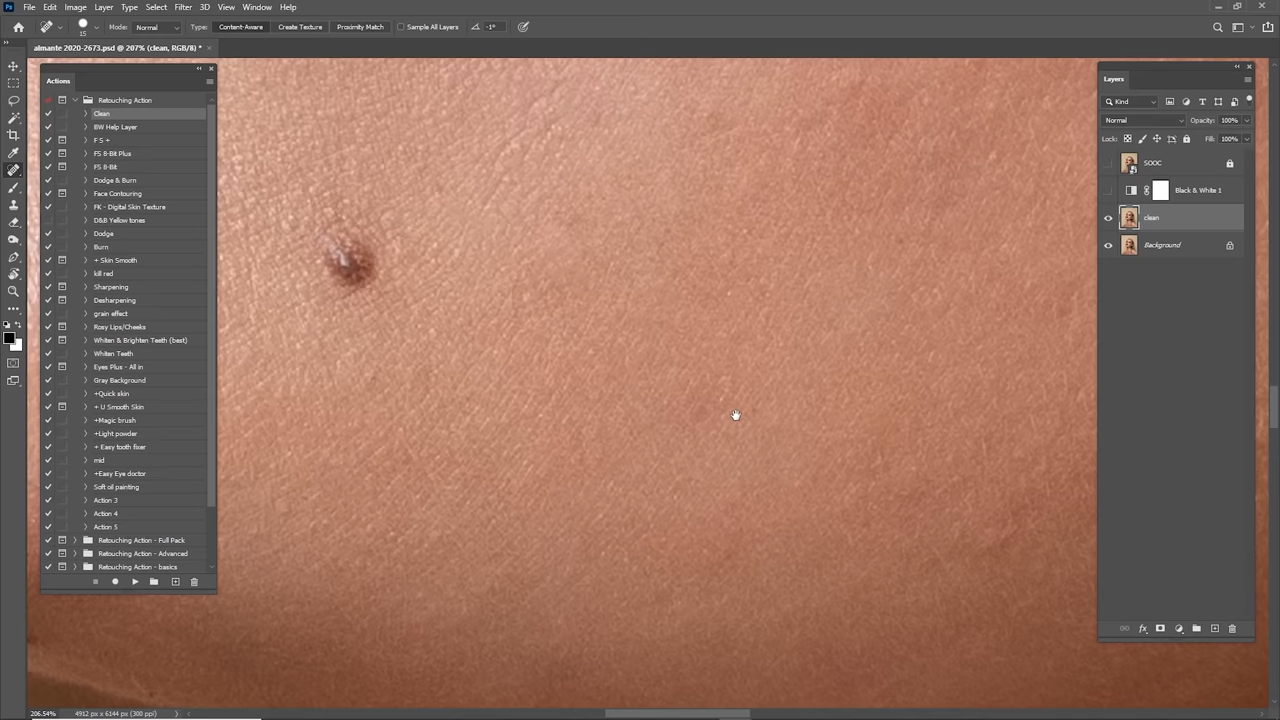 Ps File Edit Image Layer Type Select Filter 3D View Window Help
15 Mode: Normal Type: Content-Aware Create Texture Proximity Match Sample All Layers -1°
almante 2020-2673.psd @ 207% (clean, RGB/8) *
Actions
Retouching Action
Clean
BW Help Layer
F S +
FS 8-Bit Plus
FS 8-Bit
Dodge & Burn
Face Contouring
FK - Digital Skin Texture
D&B Yellow tones
Dodge
Burn
+ Skin Smooth
kill red
Sharpening
Desharpening
grain effect
Rosy Lips/Cheeks
Whiten & Brighten Teeth (best)
Whiten Teeth
Eyes Plus - All in
Gray Background
+Quick skin
+ U Smooth Skin
+Magic brush
+Light powder
+ Easy tooth fixer
mid
+Easy Eye doctor
Soft oil painting
Action 3
Action 4
Action 5
Retouching Action - Full Pack
Retouching Action - Advanced
Retouching Action - basics
Layers
Kind
Normal Opacity: 100%
Lock: Fill: 100%
SOOC
Black & White 1
clean
Background
fx
206.54% 4912 px x 6144 px (300 ppi)